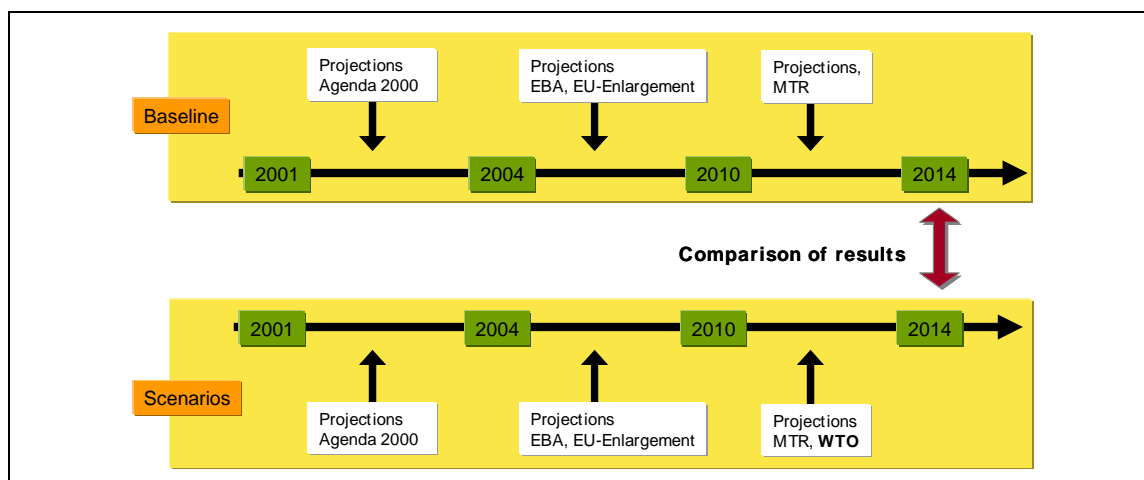 Projections
Agenda 2000
Projections
EBA, EU-Enlargement
Projections,
MTR
Baseline
2001
2004
2010
2014
Comparison of results
2001
2004
2010
2014
Scenarios
Projections
Agenda 2000
Projections
EBA, EU-Enlargement
Projections
MTR, WTO